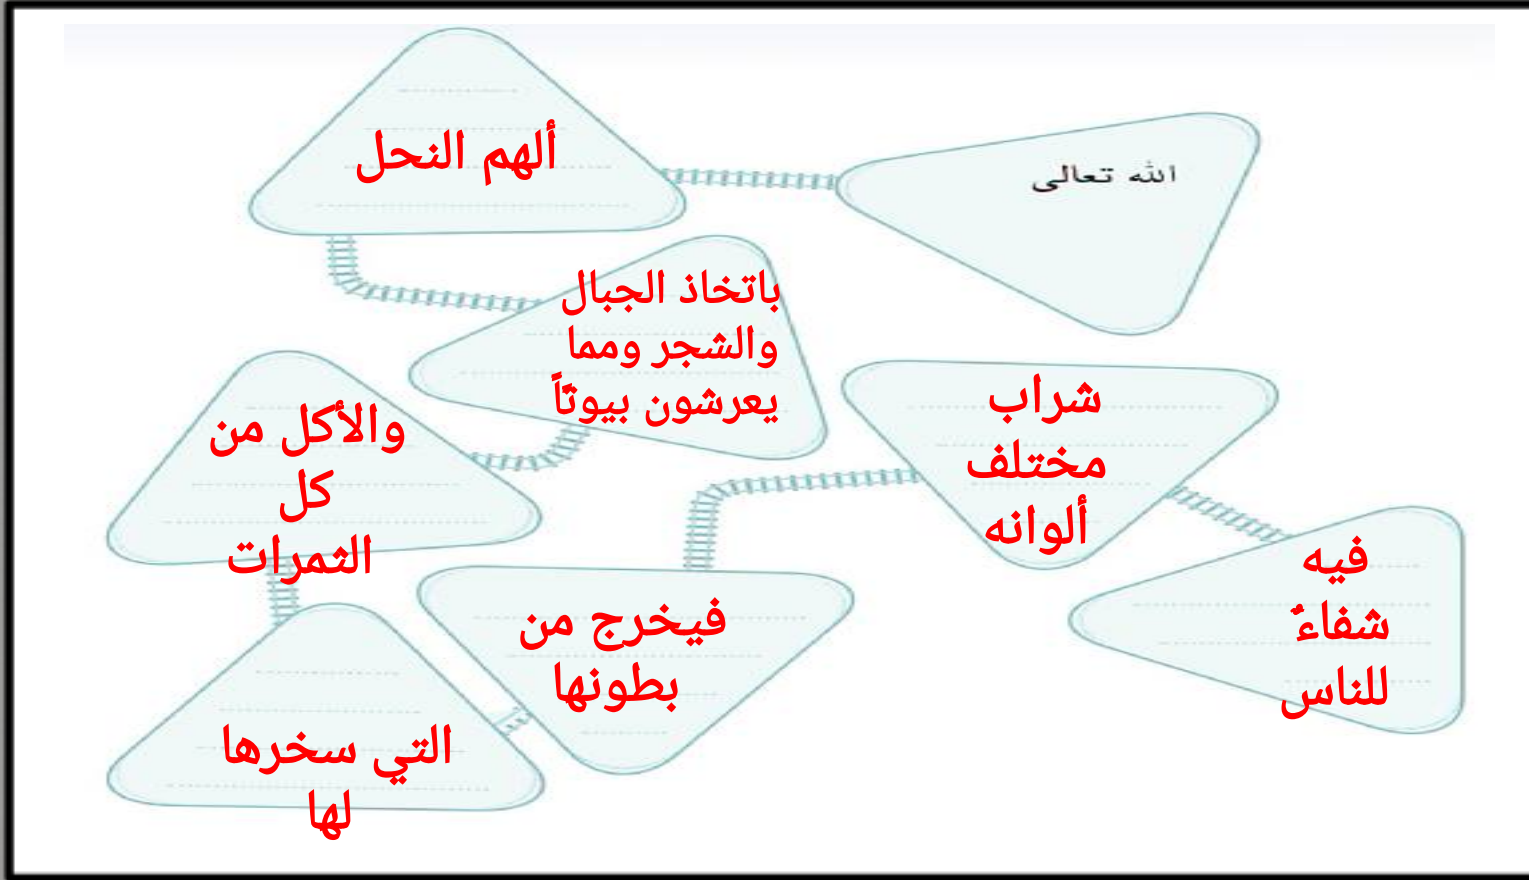 الله تعالى
ألهم النحل
باتخاذ الجبال
والشجر ومما
يعرشون بيوتاً
والأكل من
كل
الثمرات
التي سخرها
لها
فيخرج من
بطونها
شراب
مختلف
ألوانه
فيه
شفاءٌ
للناس